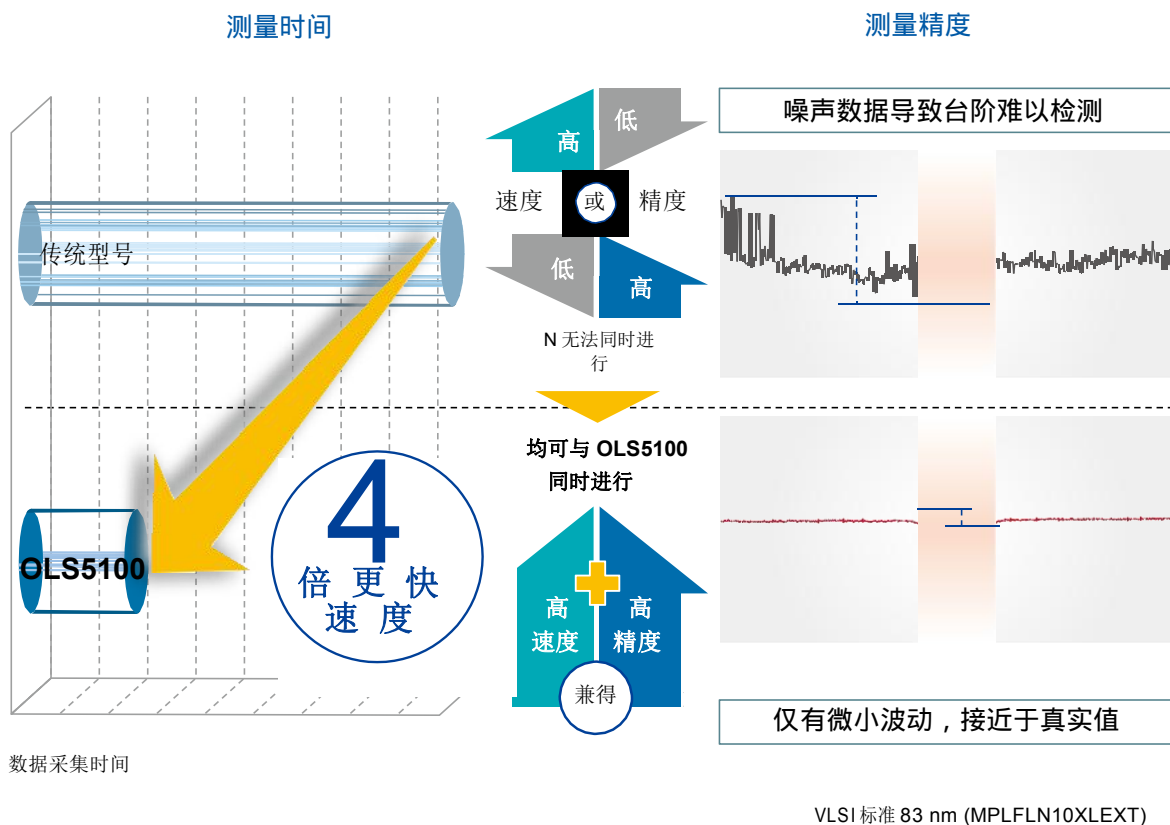 测量时间
测量精度
传统型号
高
低
速度
或
精度
低
高
N 无法同时进
行
噪声数据导致台阶难以检测
均可与 OLS5100
同时进行
OLS5100
4
倍更快
速度
高
速度
高
精度
兼得
仅有微小波动，接近于真实值
数据采集时间
VLSI 标准 83 nm (MPLFLN10XLEXT)